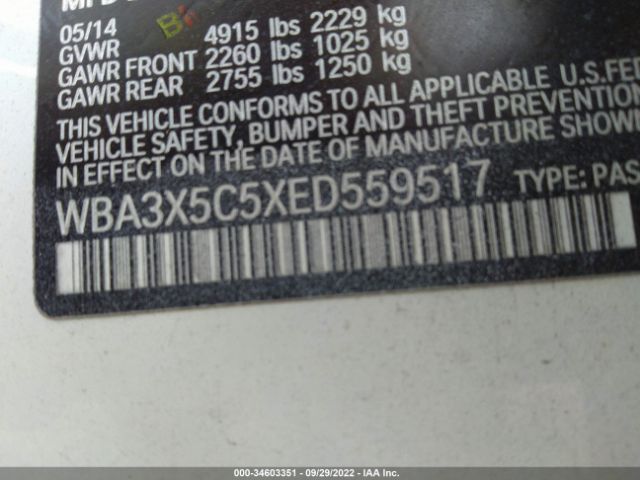 05/14
GVWR 4915 lbs 2229 kg
GAWR FRONT 2260 lbs 1025 kg
GAWR REAR 2755 lbs 1250 kg
THIS VEHICLE CONFORMS TO ALL APPLICABLE U.S. FED
VEHICLE SAFETY, BUMPER AND THEFT PREVENTION
IN EFFECT ON THE DATE OF MANUFACTURE SHOWN
WBA3X5C5XED559517 TYPE: PAS
000-34603351 | 09/29/2022 | IAA Inc.